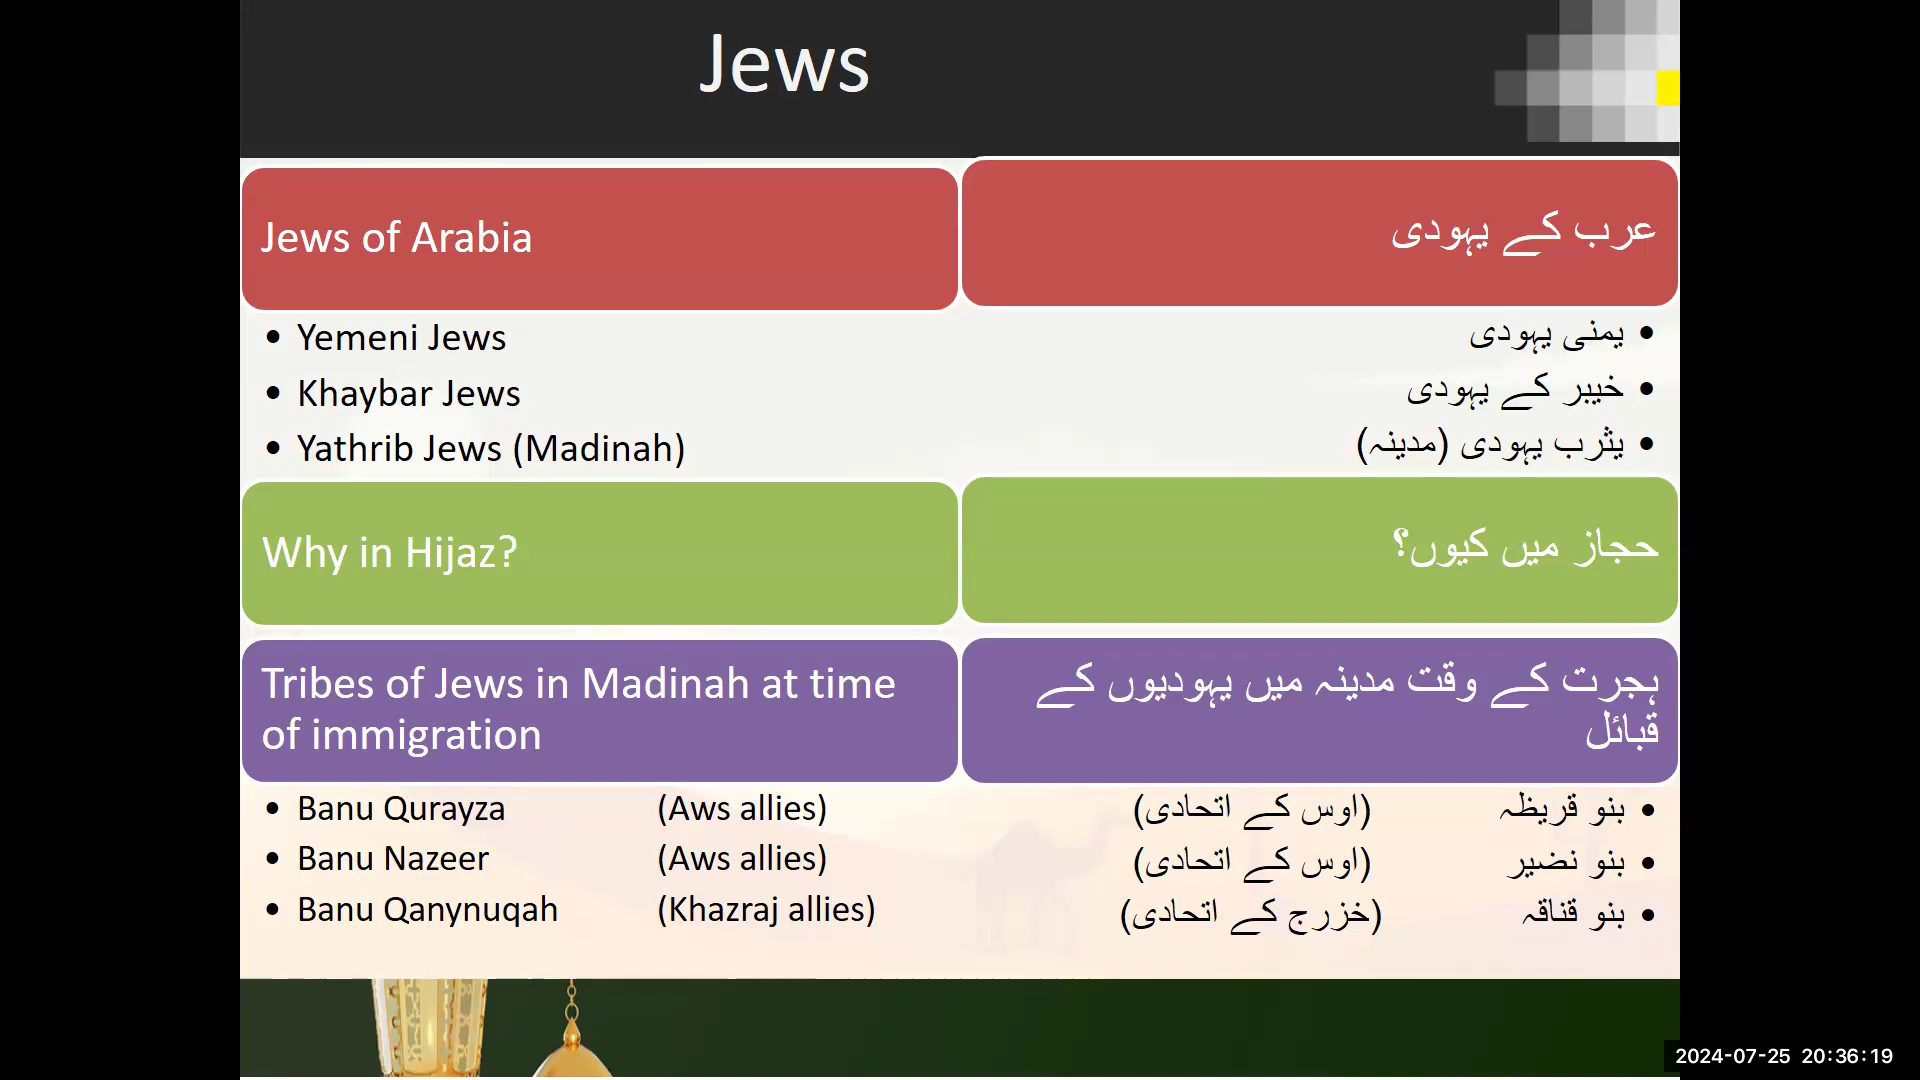 Jews
Jews of Arabia
• Yemeni Jews
• Khaybar Jews
• Yathrib Jews (Madinah)
Why in Hijaz?
Tribes of Jews in Madinah at time
of immigration
• Banu Qurayza (Aws allies)
• Banu Nazeer (Aws allies)
• Banu Qanynuqah (Khazraj allies)
عرب کے یہودی
• یمنی یہودی
• خیبر کے یہودی
• یثرب یہودی (مدینہ)
حجاز میں کیوں؟
ہجرت کے وقت مدینہ میں یہودیوں کے
قبائل
• بنو قریظہ (اوس کے اتحادی)
• بنو نضیر (اوس کے اتحادی)
• بنو قناقہ (خزرج کے اتحادی)
2024-07-25 20:36:19